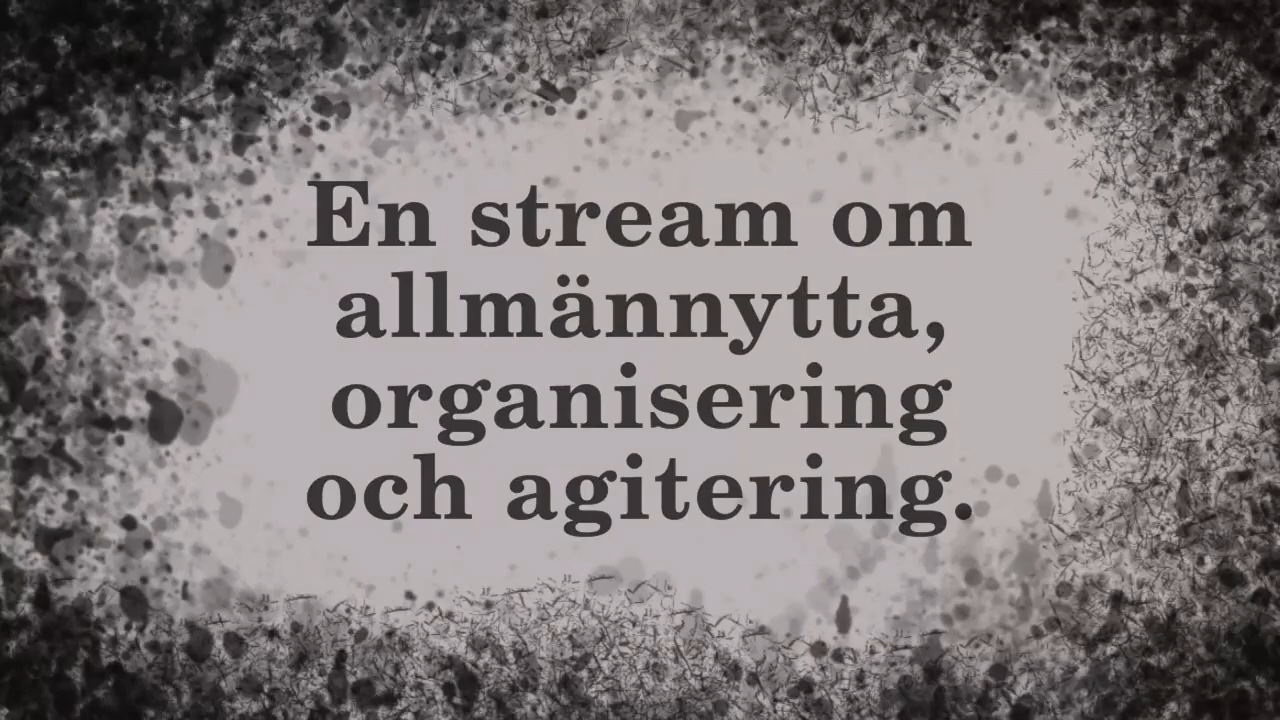 En stream om
allmännytta,
organisering
och agitering.